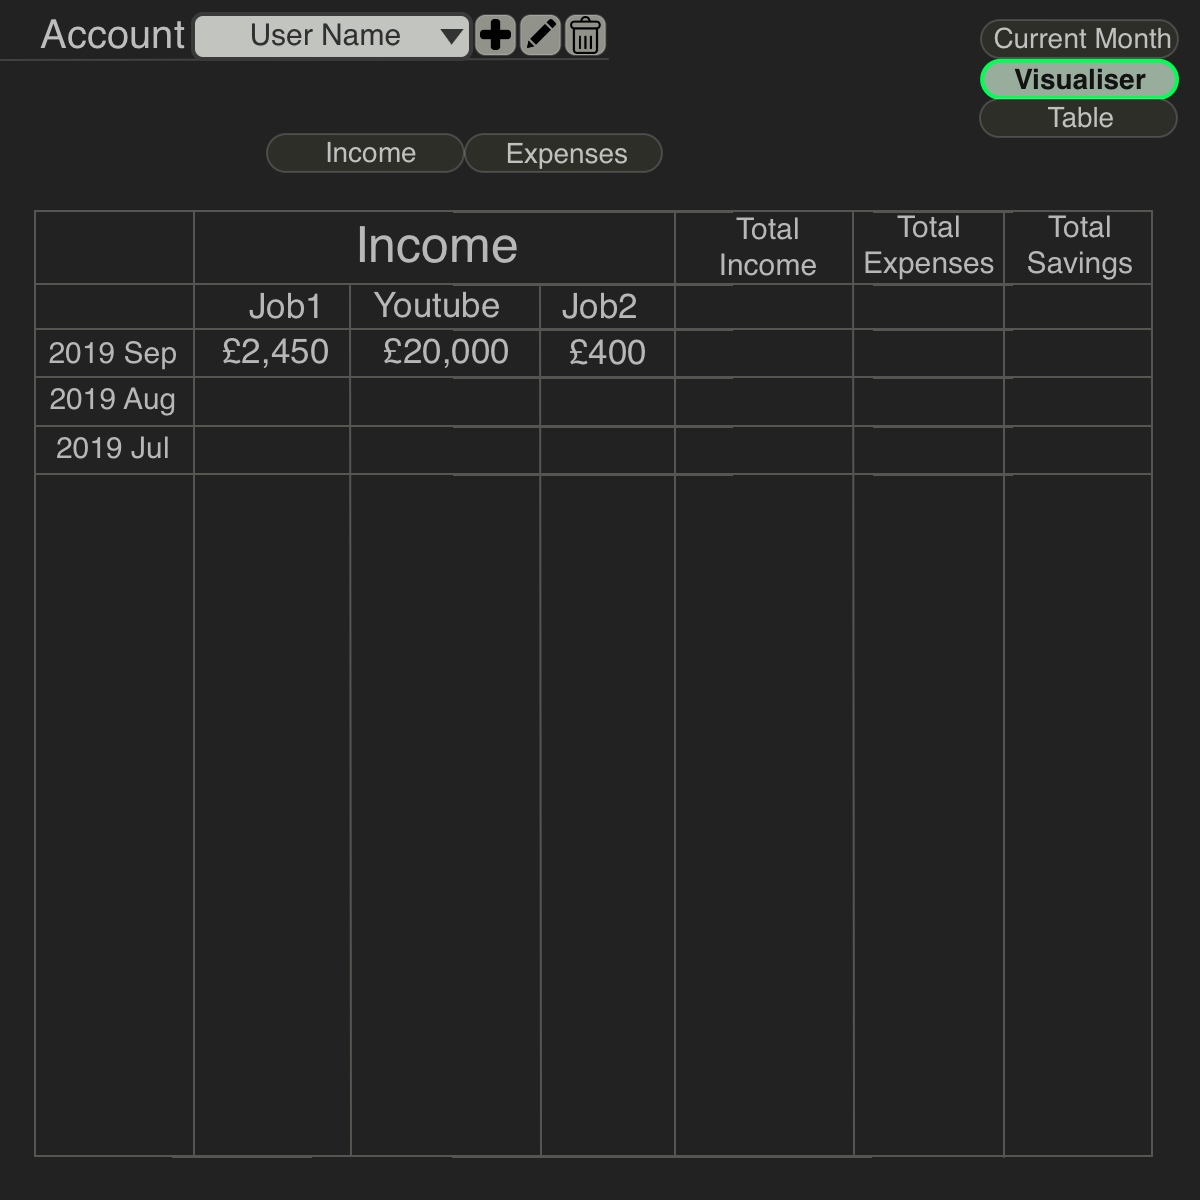 Account User Name
Current Month
Visualiser
Table
Income Expenses
Income Total Income Total Expenses Total Savings
Job1 Youtube Job2
2019 Sep £2,450 £20,000 £400
2019 Aug
2019 Jul